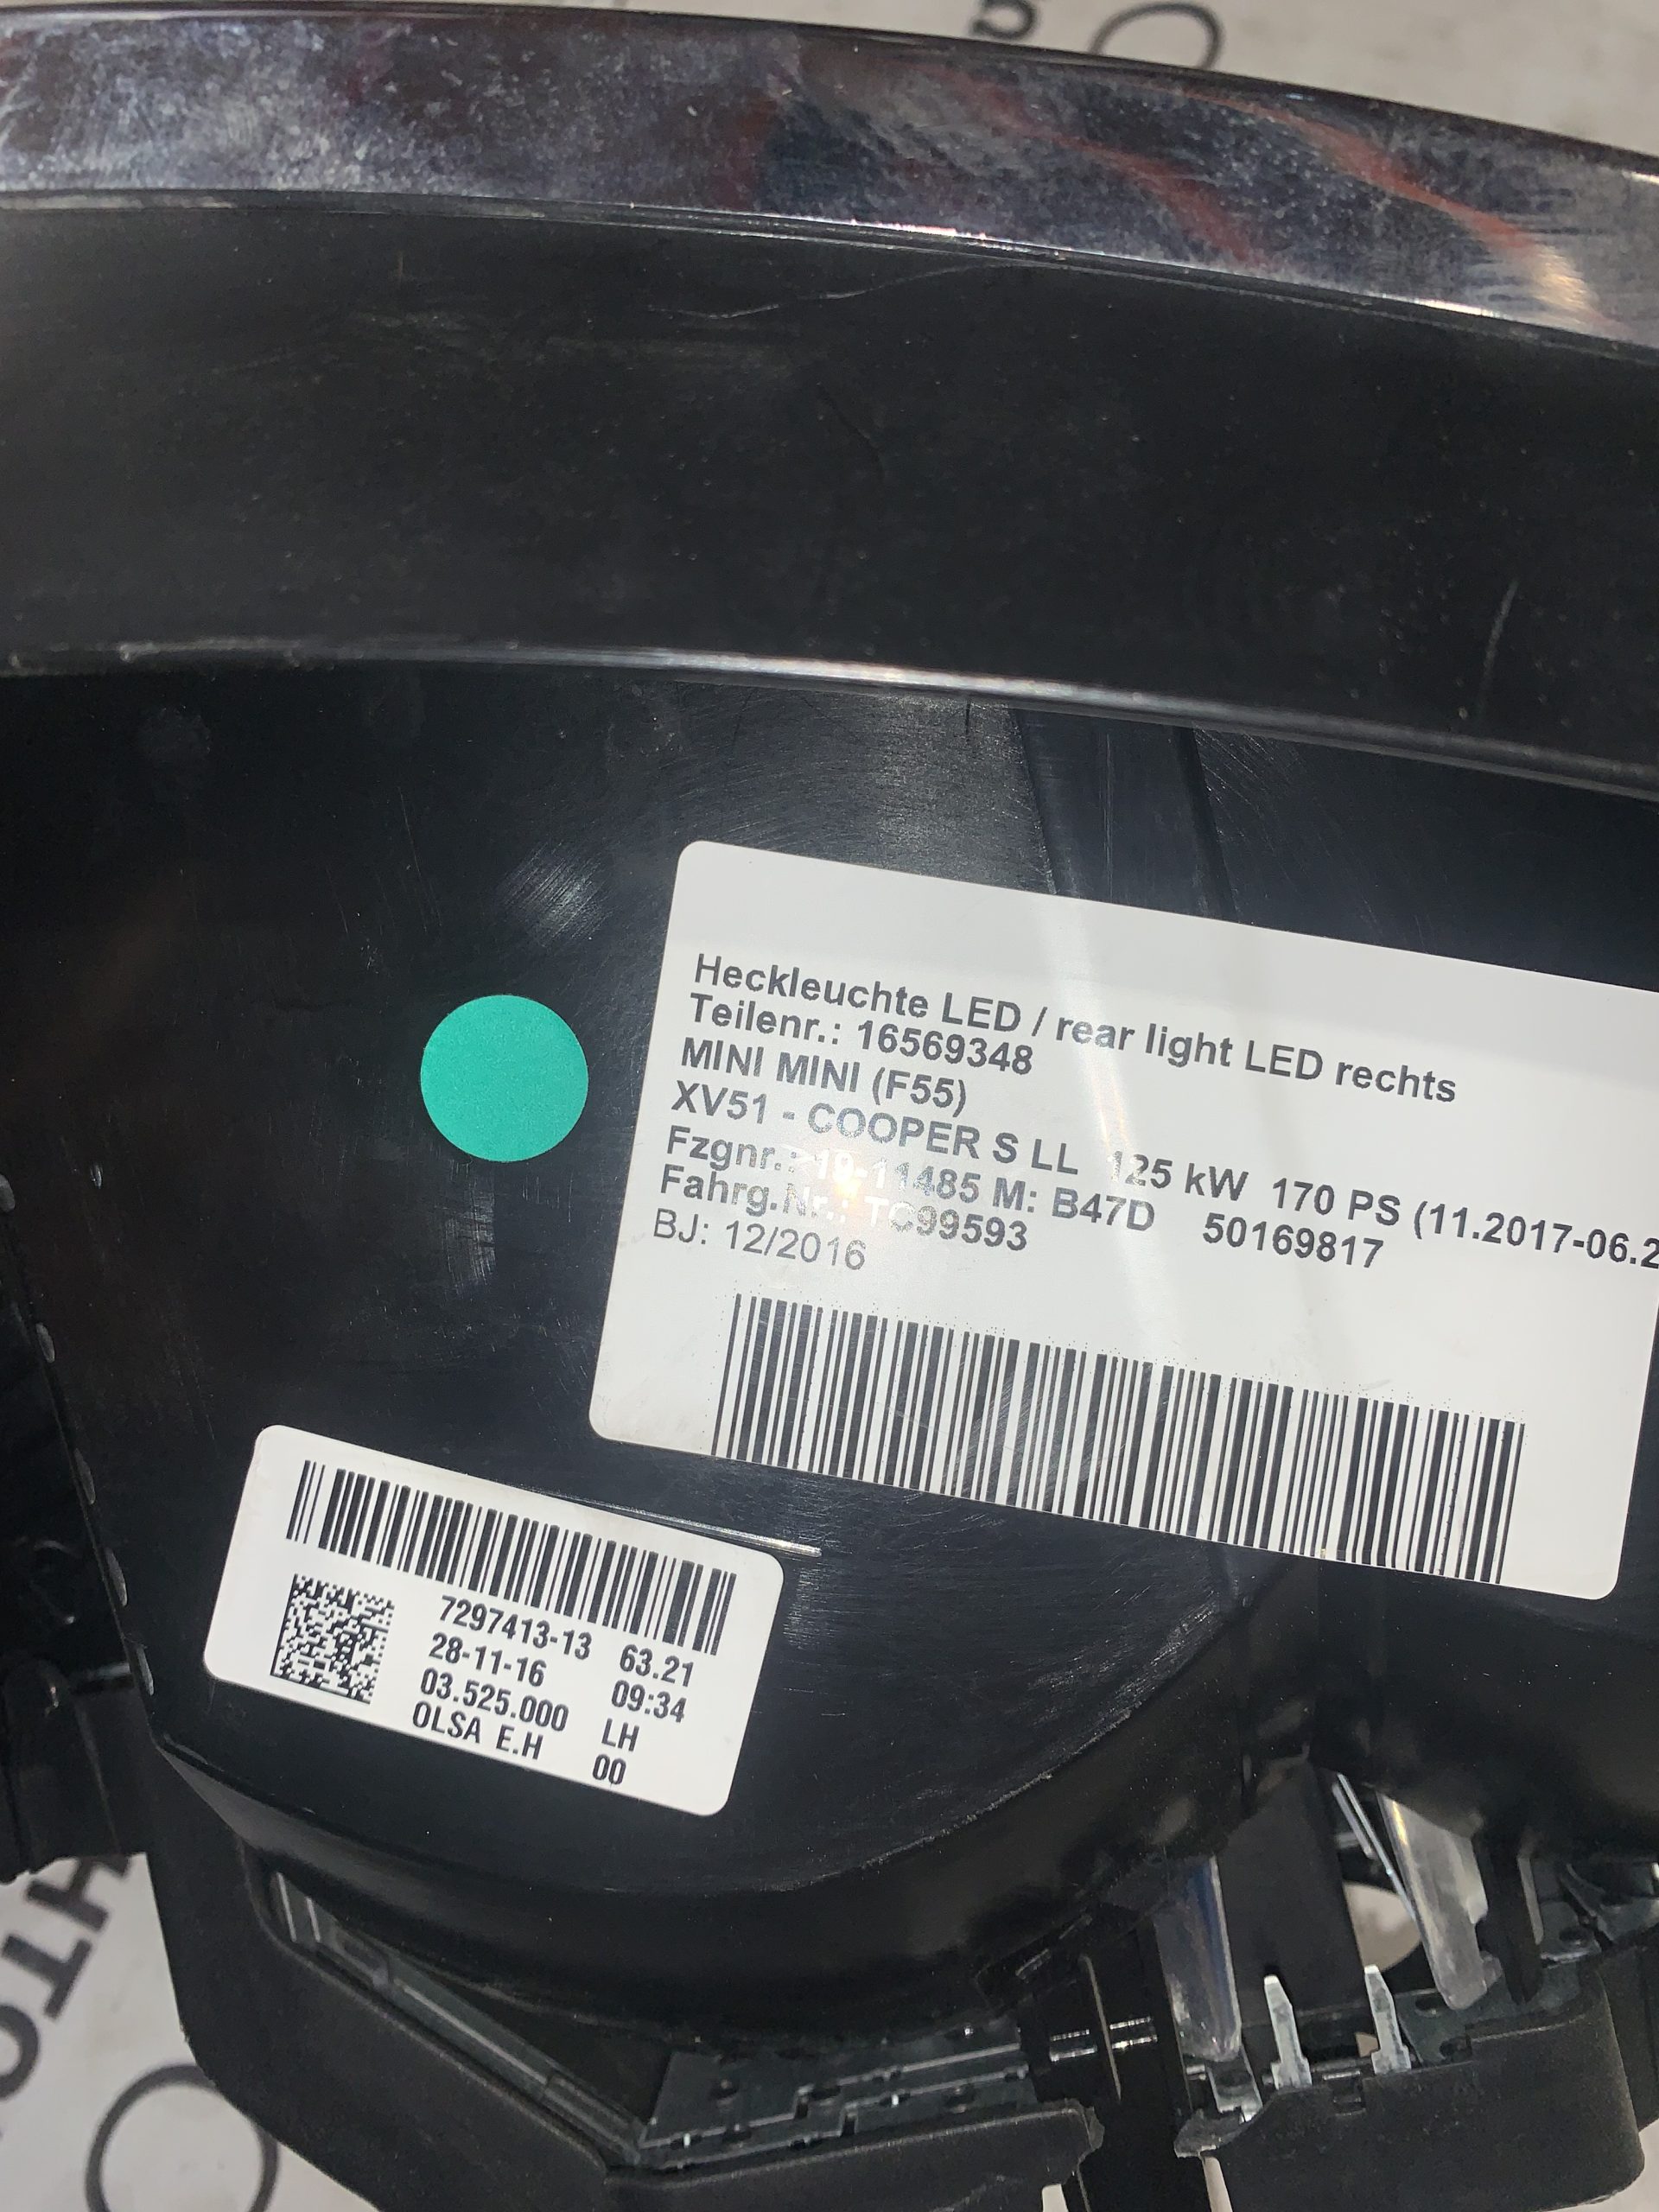 Heckleuchte LED / rear light LED rechts
Teilenr.: 16569348
MINI MINI (F55)
XV51 - COOPER S LL 125 kW 170 PS (11.2017-06.2
Fzgnr.: 19-11485 M: B47D 50169817
Fahrg.Nr.: TC99593
BJ: 12/2016
7297413-13 63.21
28-11-16 09:34
03.525.000 LH
OLSA E.H 00